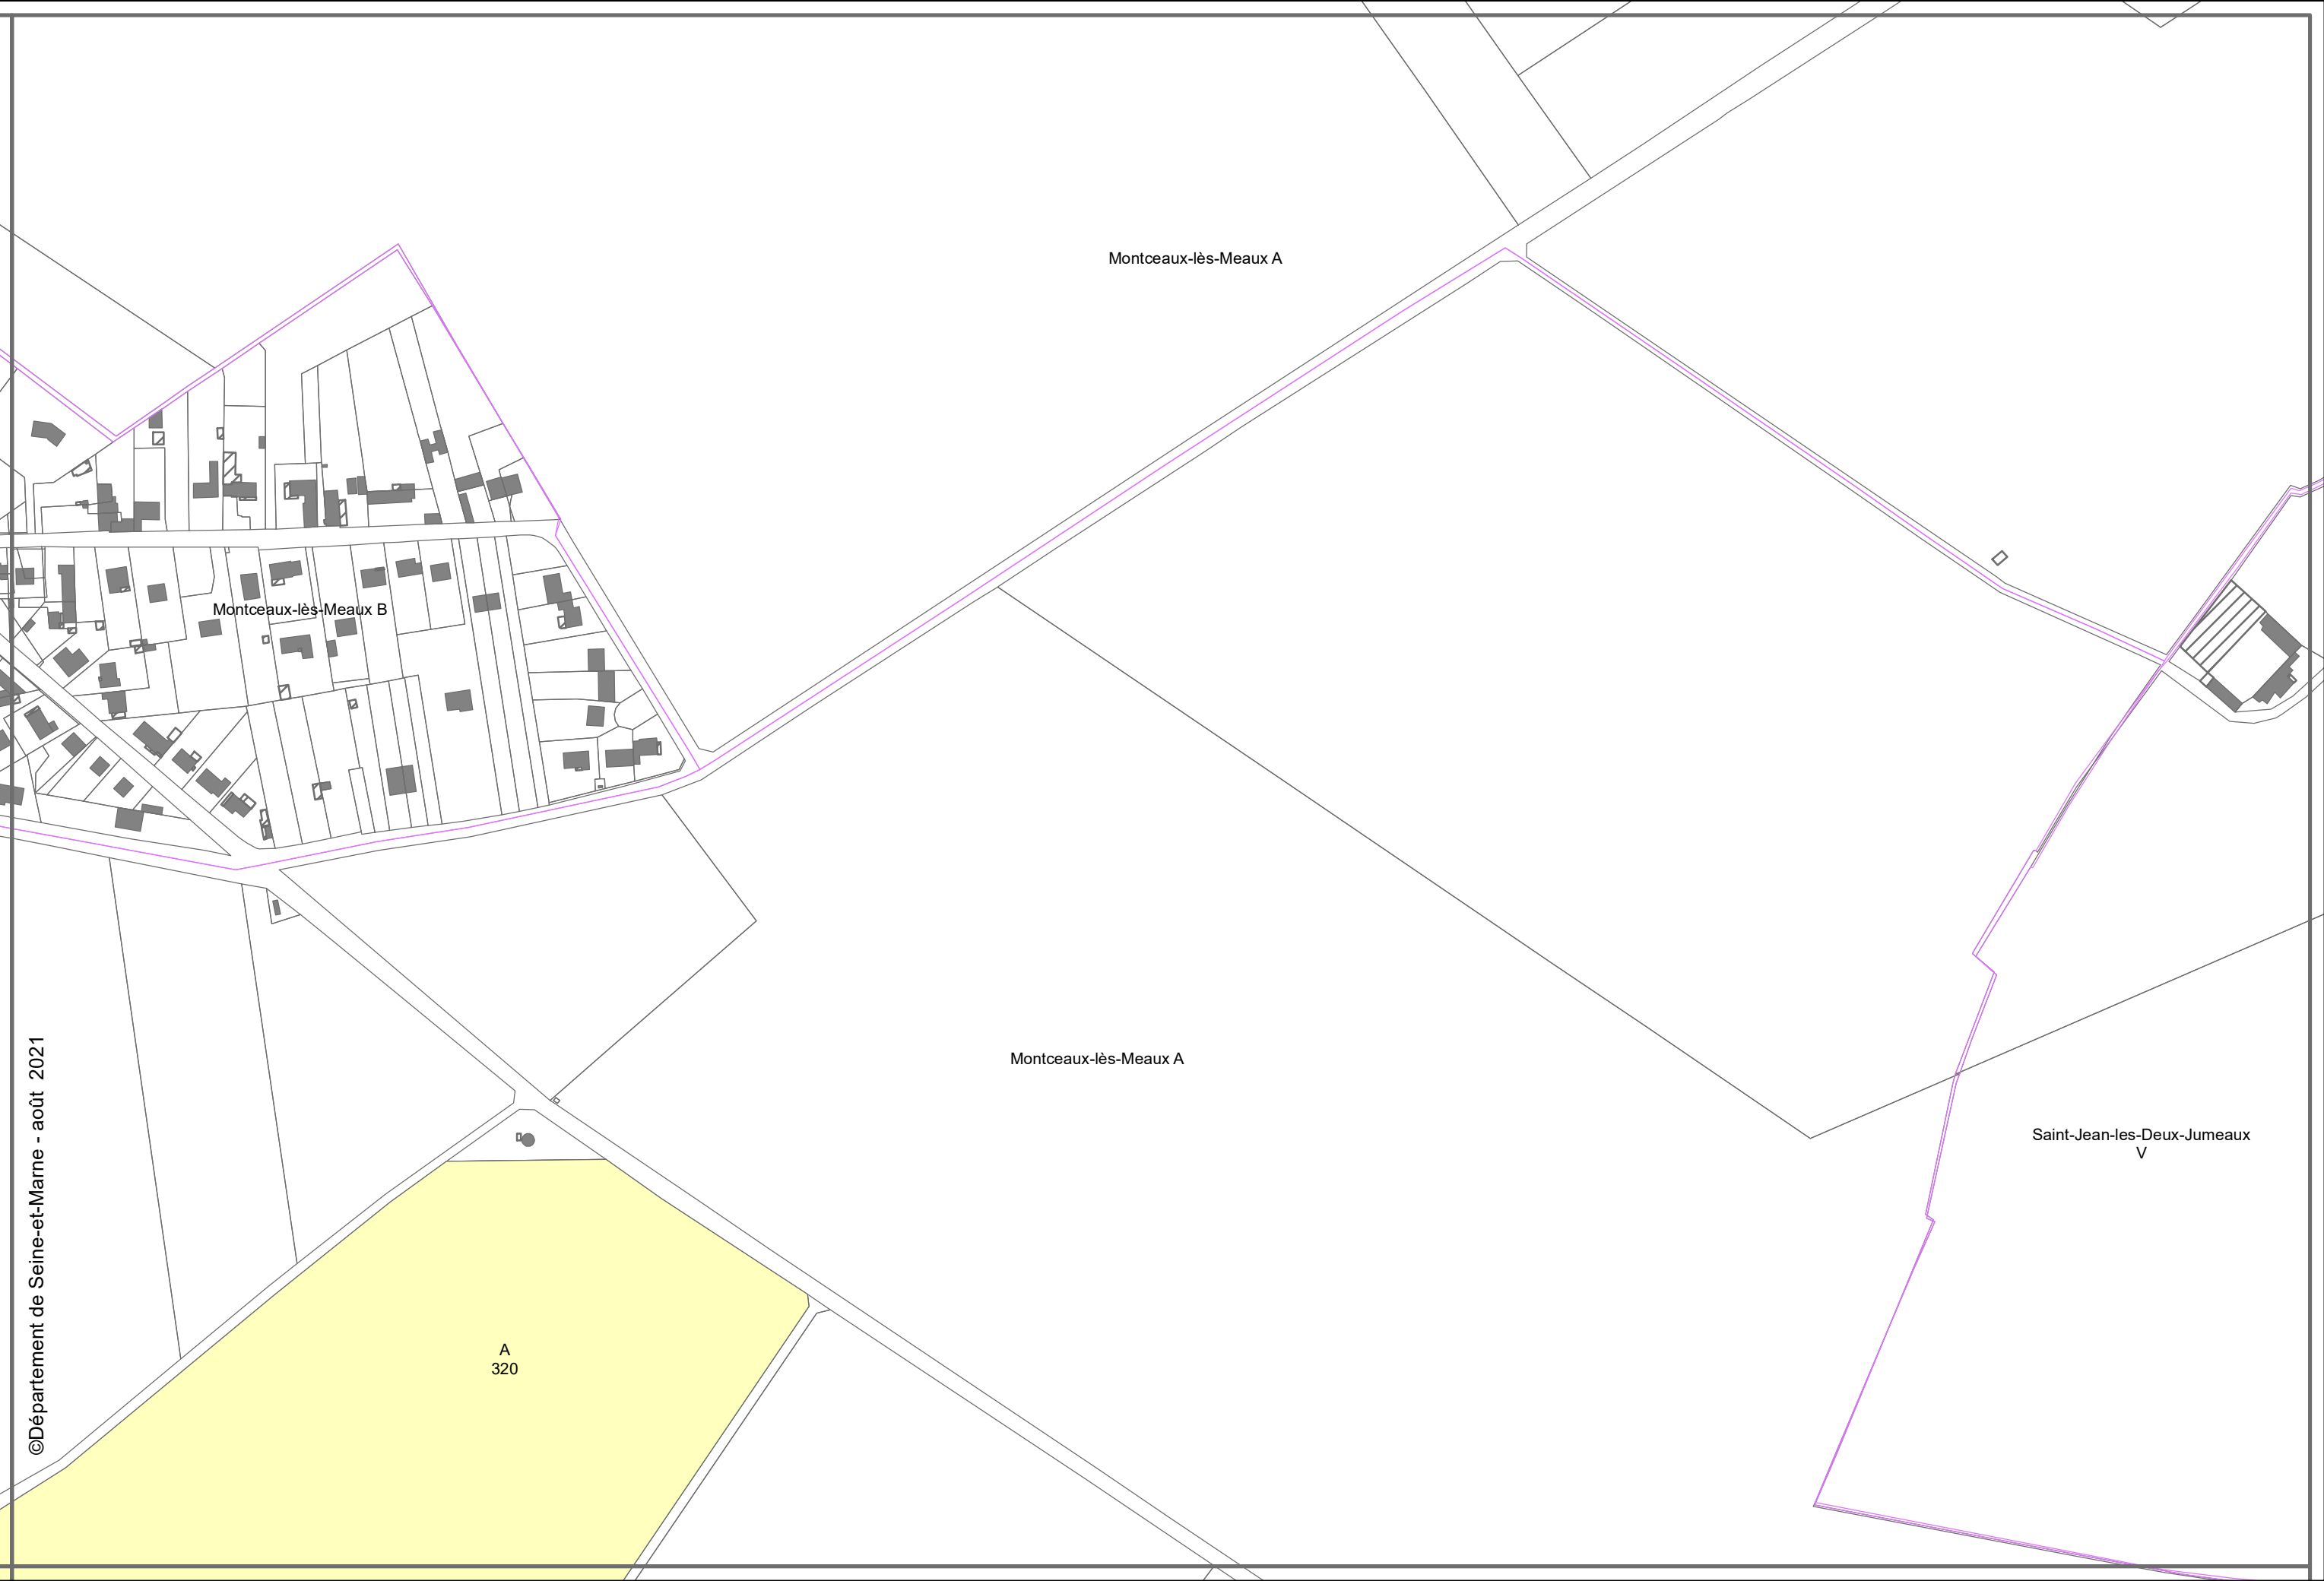 Montceaux-lès-Meaux A
Montceaux-lès-Meaux B
Montceaux-lès-Meaux A
Saint-Jean-les-Deux-Jumeaux
V
A
320
©Département de Seine-et-Marne - août 2021